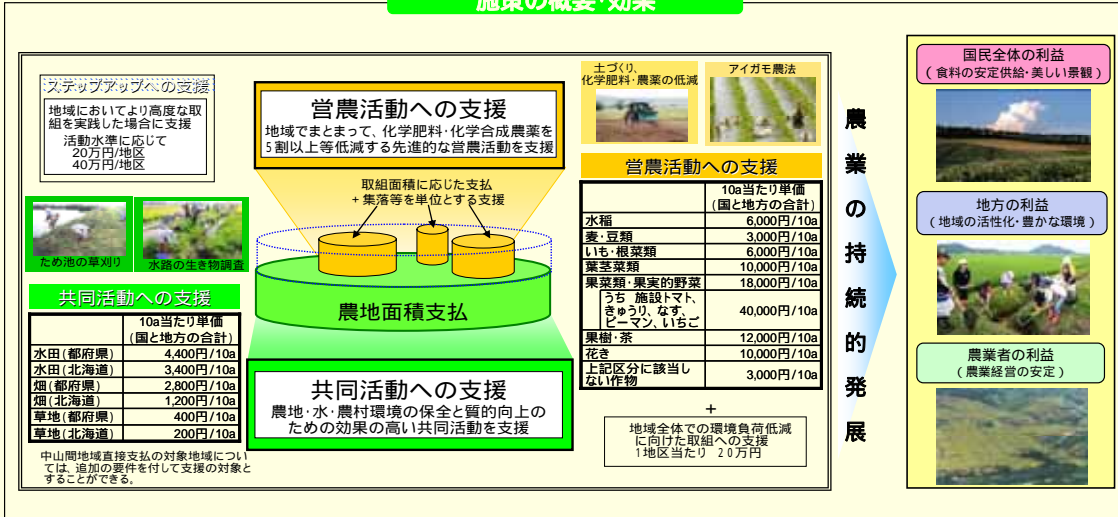 施策の概要・効果
ステップアップへの支援
地域においてより高度な取
組を実践した場合に支援
活動水準に応じて
20万円/地区
40万円/地区
ため池の草刈り
水路の生き物調査
共同活動への支援
10a当たり単価
(国と地方の合計)
水田(都府県) 4,400円/10a
水田(北海道) 3,400円/10a
畑(都府県) 2,800円/10a
畑(北海道) 1,200円/10a
草地(都府県) 400円/10a
草地(北海道) 200円/10a
中山間地域直接支払の対象地域につい
ては、追加の要件を付して支援の対象と
することができる。
営農活動への支援
地域でまとまって、化学肥料・化学合成農薬を
5割以上等低減する先進的な営農活動を支援
取組面積に応じた支払
+ 集落等を単位とする支援
農地面積支払
共同活動への支援
農地・水・農村環境の保全と質的向上の
ための効果の高い共同活動を支援
土づくり、
化学肥料・農薬の低減
アイガモ農法
営農活動への支援
10a当たり単価
(国と地方の合計)
水稲 6,000円/10a
麦・豆類 3,000円/10a
いも・根菜類 6,000円/10a
葉茎菜類 10,000円/10a
果菜類・果実的野菜 18,000円/10a
うち 施設トマト、
きゅうり、なす、
ピーマン、いちご
40,000円/10a
果樹・茶 12,000円/10a
花き 10,000円/10a
上記区分に該当し
ない作物
3,000円/10a
+
地域全体での環境負荷低減
に向けた取組への支援
1地区当たり 20万円
農業の持続的発展
国民全体の利益
(食料の安定供給・美しい景観)
地方の利益
(地域の活性化・豊かな環境)
農業者の利益
(農業経営の安定)